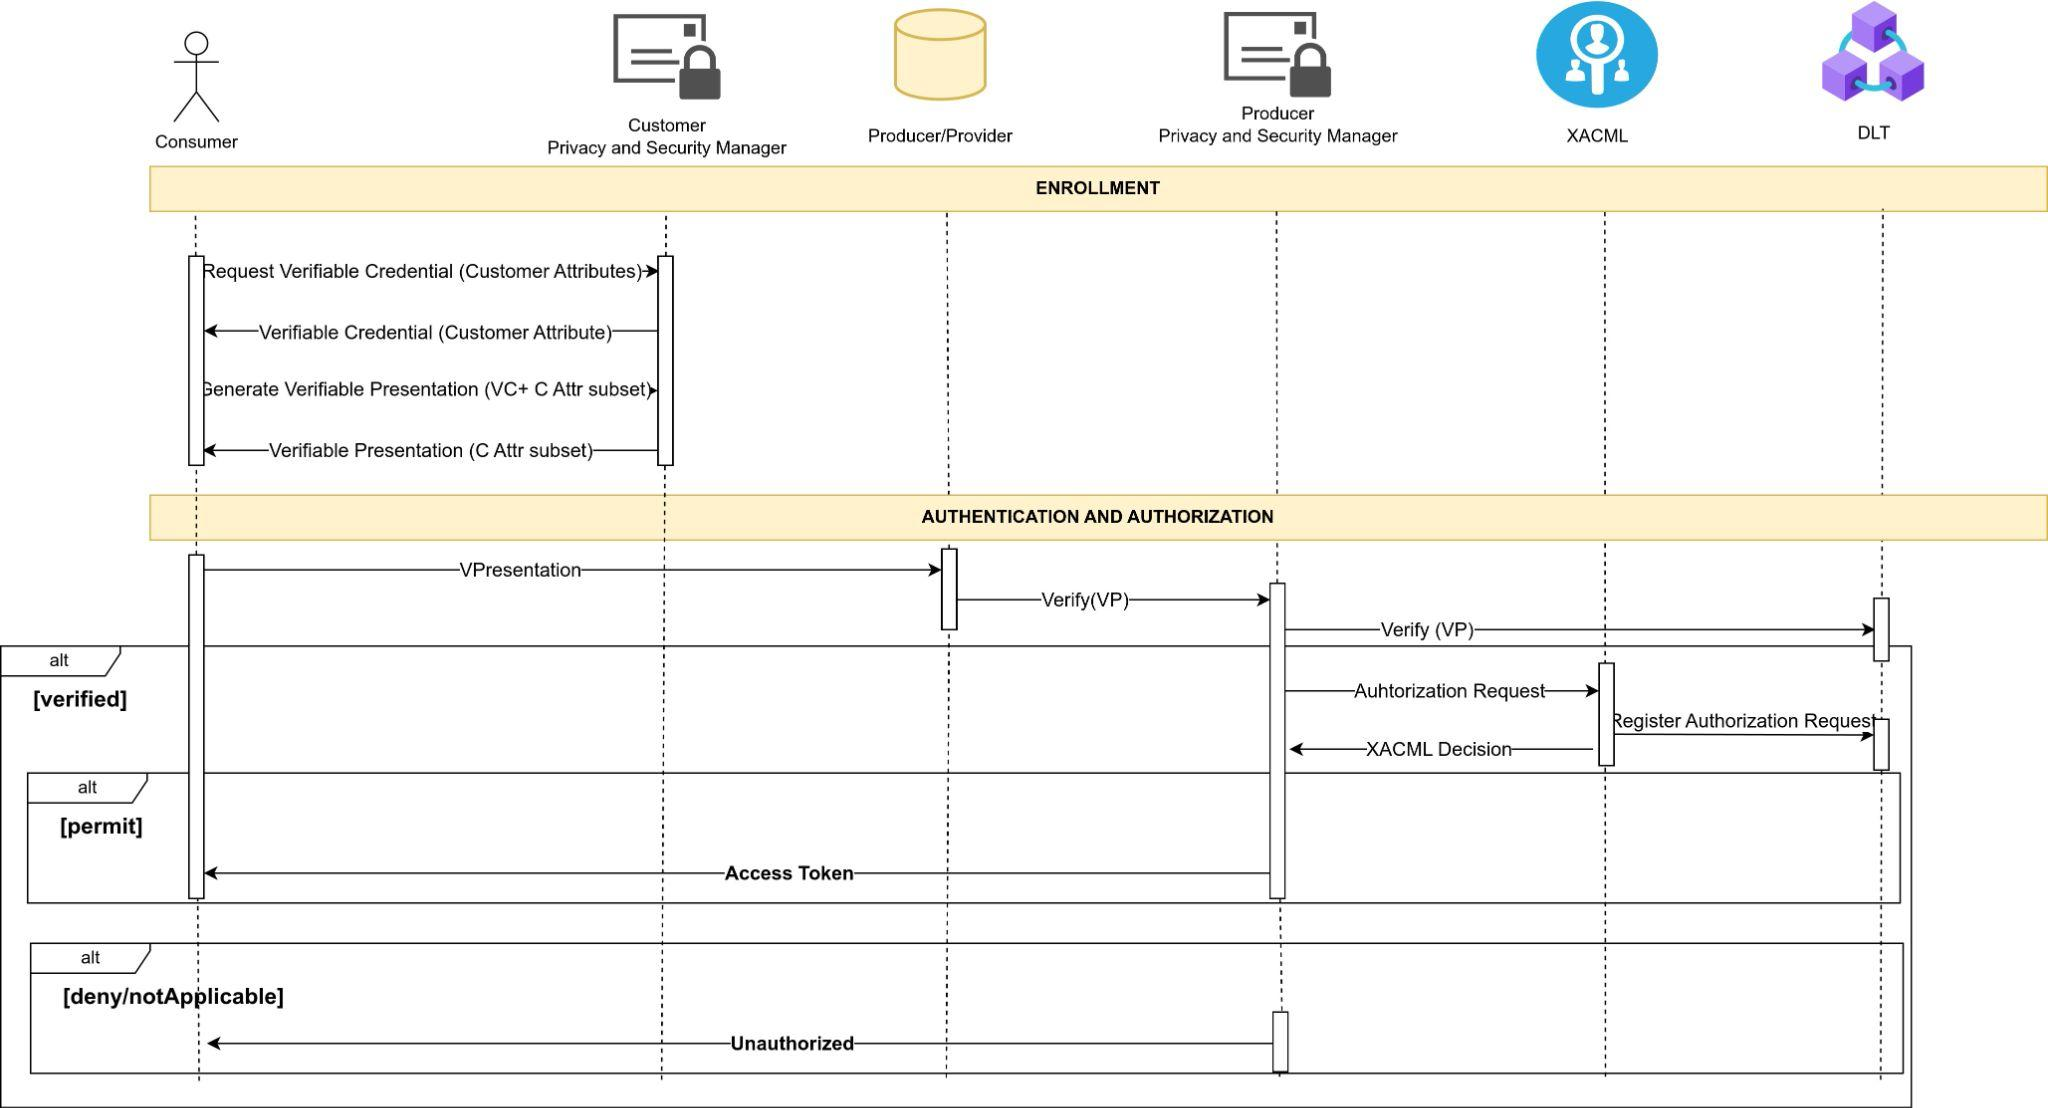 Consumer
Customer
Privacy and Security Manager
Producer/Provider
Producer
Privacy and Security Manager
XACML
DLT
ENROLLMENT
Request Verifiable Credential (Customer Attributes)
Verifiable Credential (Customer Attribute)
Generate Verifiable Presentation (VC+ C Attr subset)
Verifiable Presentation (C Attr subset)
AUTHENTICATION AND AUTHORIZATION
VPresentation
Verify(VP)
Verify (VP)
alt
[verified]
Auhtorization Request
Register Authorization Request
XACML Decision
alt
[permit]
Access Token
alt
[deny/notApplicable]
Unauthorized